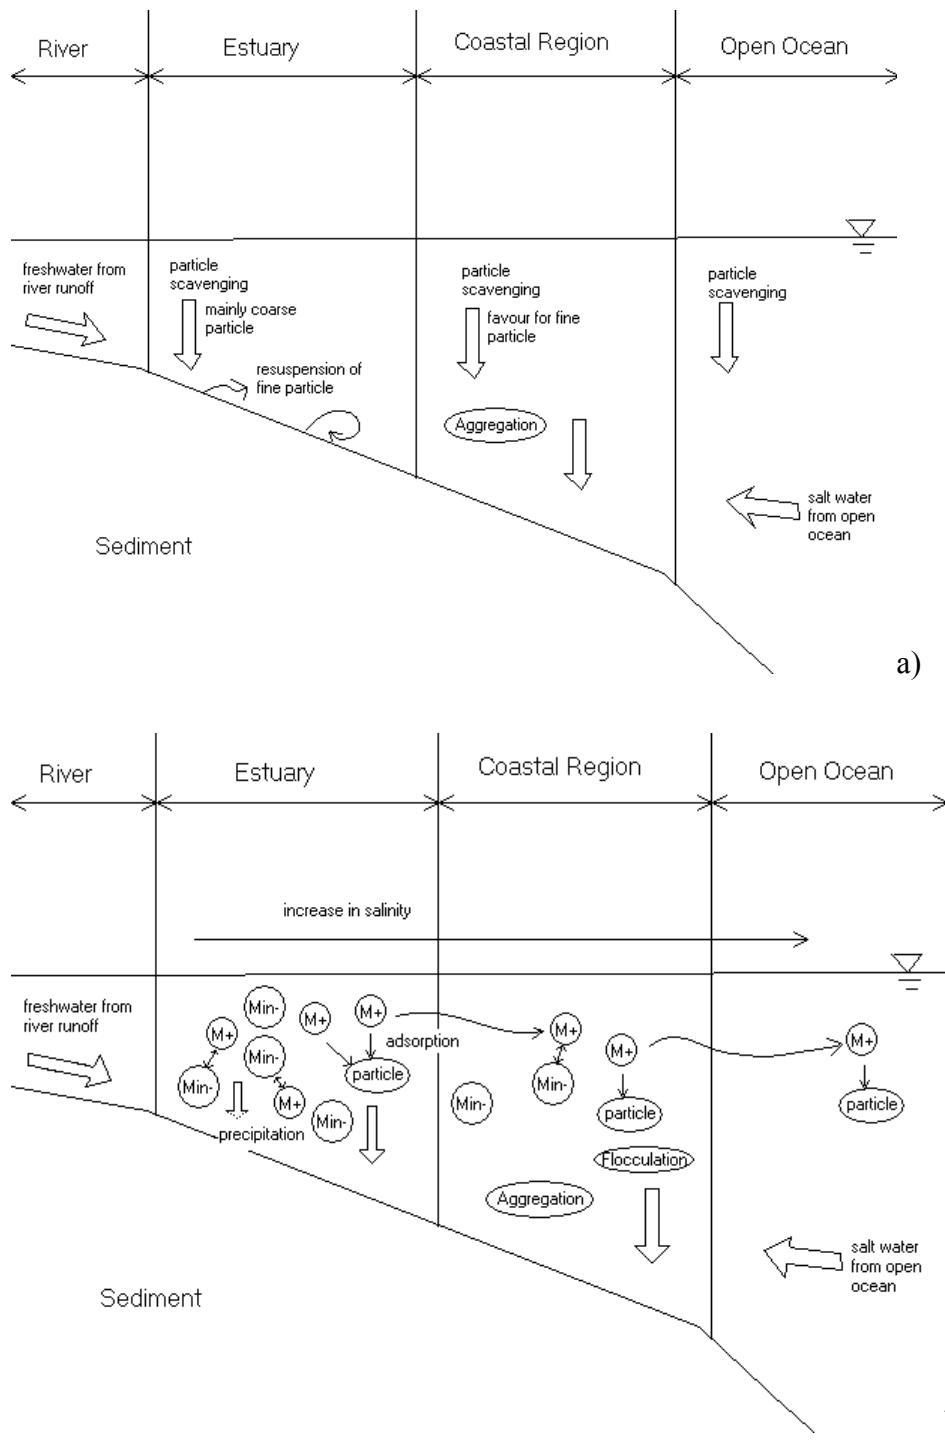 River
Estuary
Coastal Region
Open Ocean
freshwater from
river runoff
particle
scavenging
mainly coarse
particle
resuspension of
fine particle
particle
scavenging
favour for fine
particle
Aggregation
particle
scavenging
salt water
from open
ocean
Sediment
a)
River
Estuary
Coastal Region
Open Ocean
increase in salinity
freshwater from
river runoff
Min-
M+
M+
M+
adsorption
Min-
Min-
particle
M+
Min-
precipitation
M+
M+
Min-
Min-
particle
Flocculation
Aggregation
M+
particle
salt water
from open
ocean
Sediment